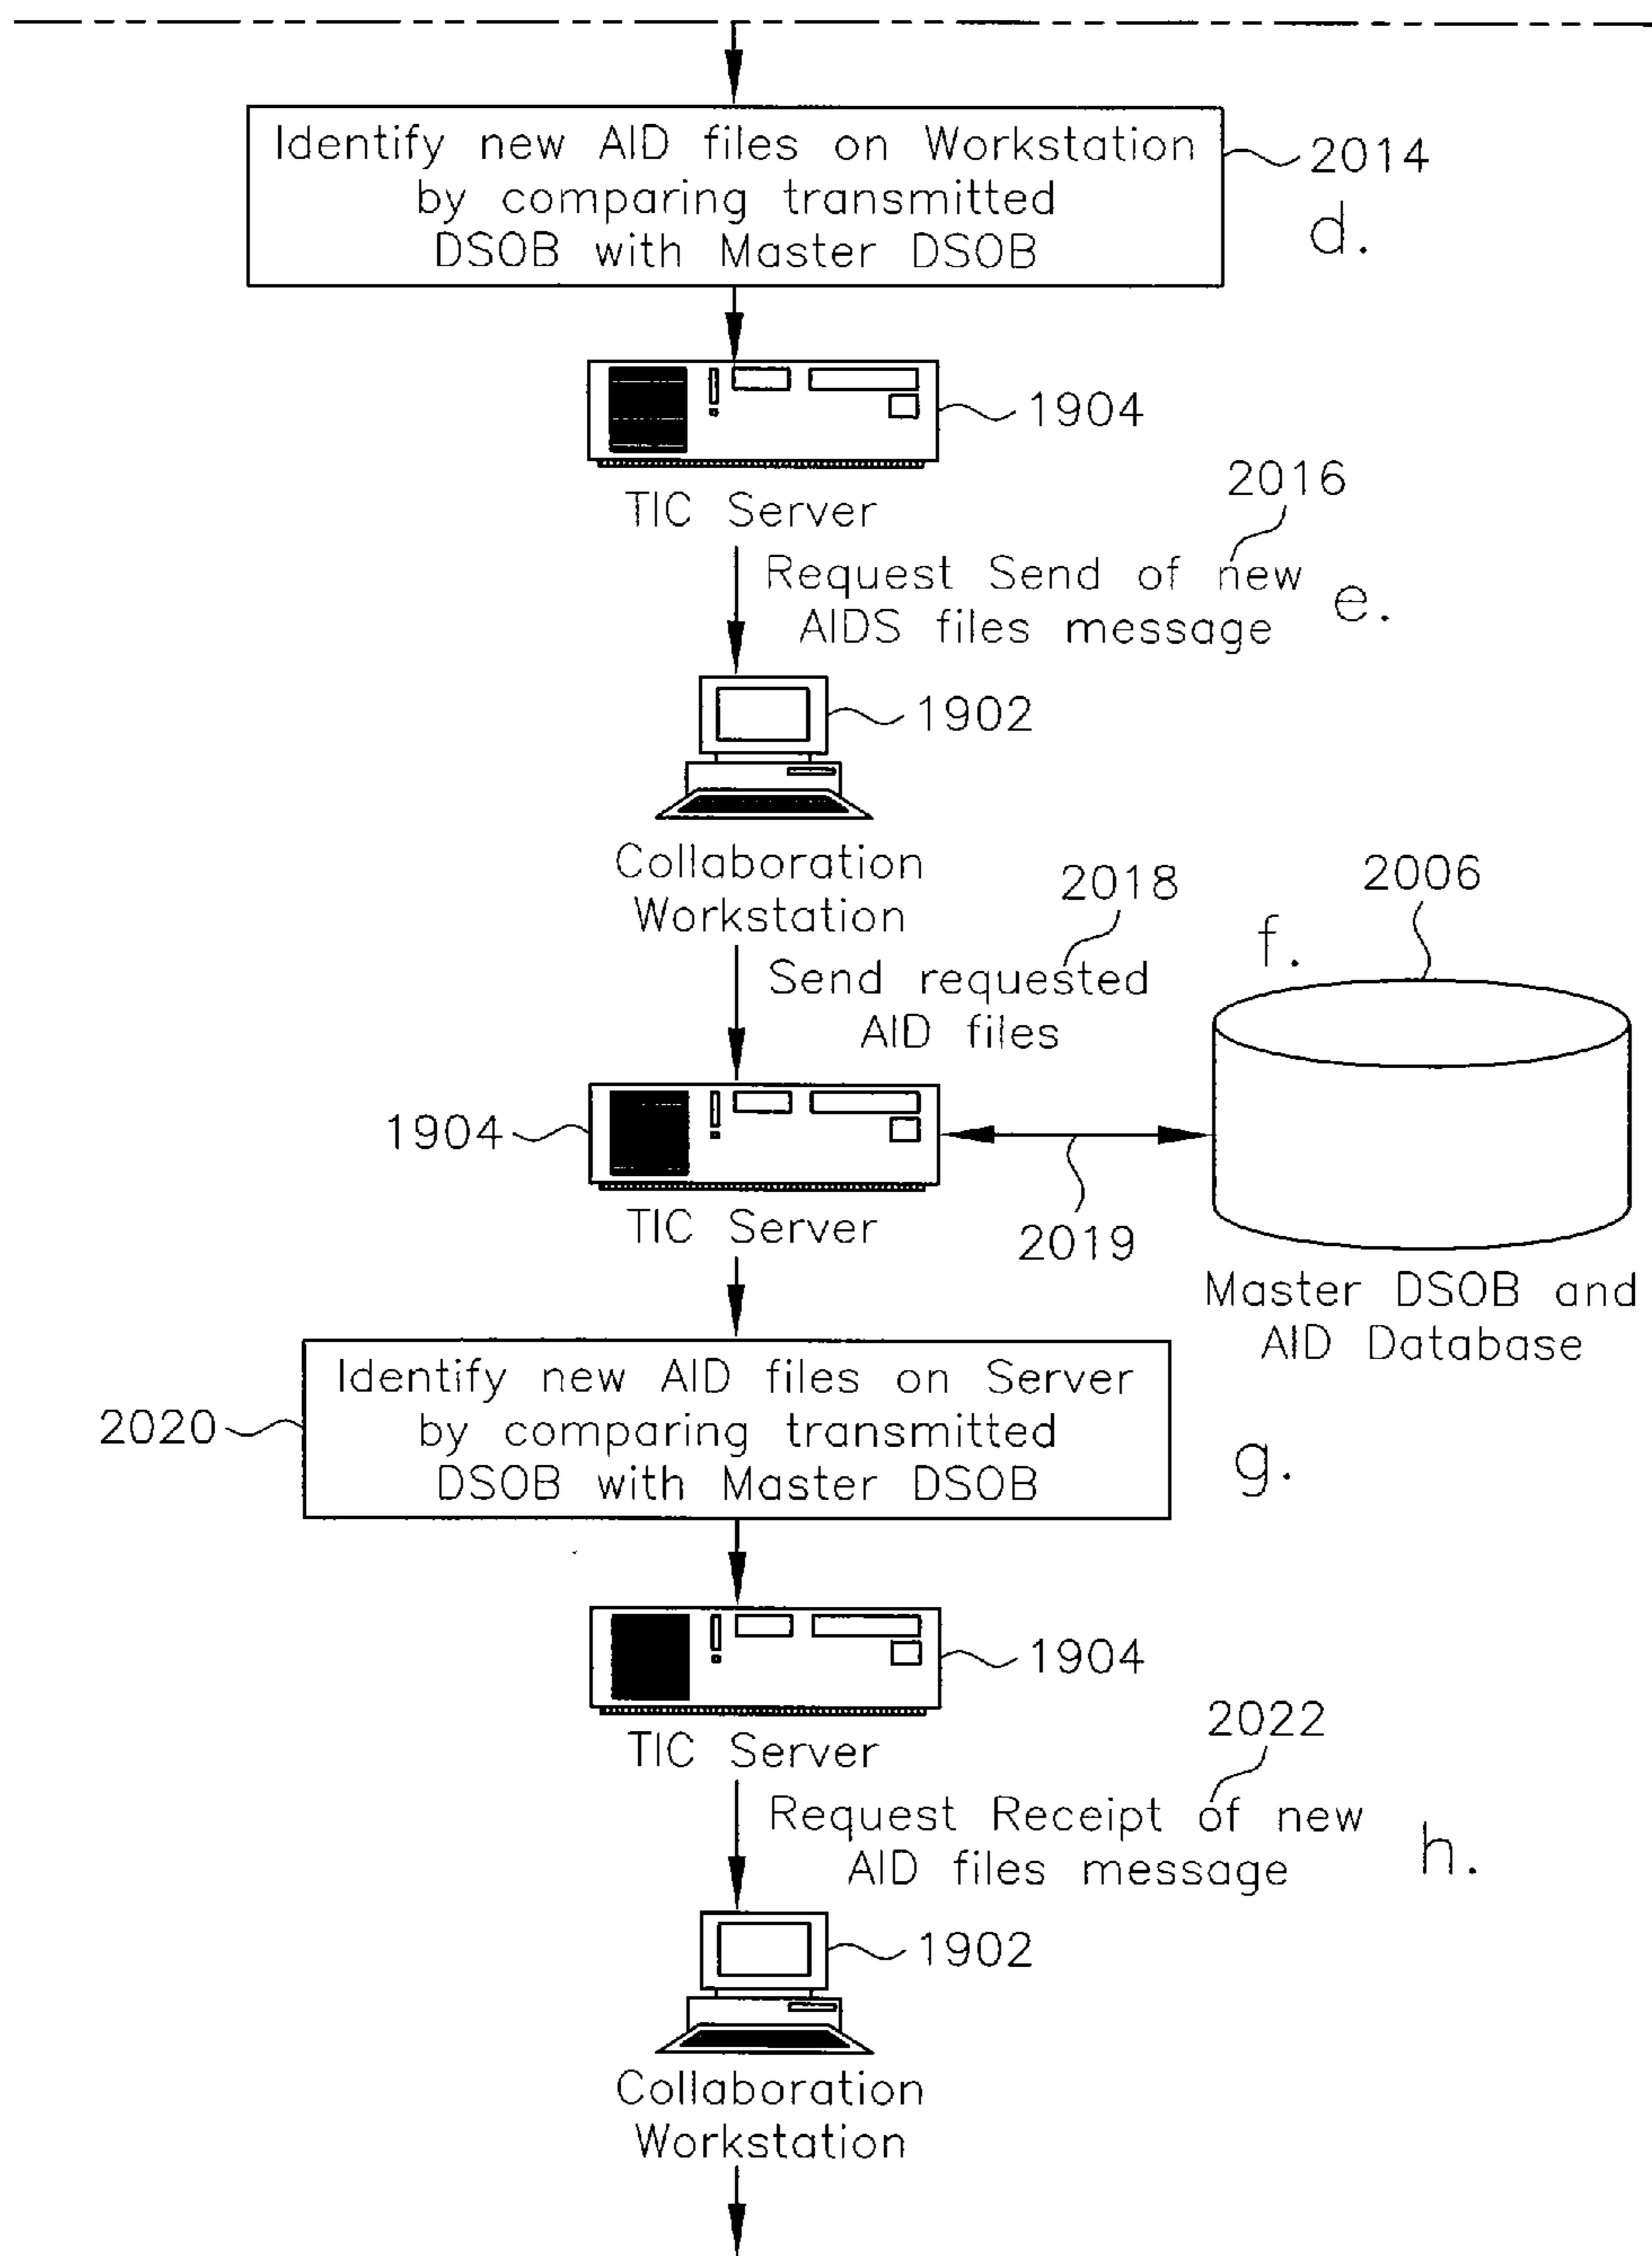 Identify new AID files on Workstation
by comparing transmitted
DSOB with Master DSOB
2014
d.
1904
TIC Server
2016
Request Send of new
AIDS files message
e.
1902
Collaboration
Workstation
2018
Send requested
AID files
f.
2006
1904
TIC Server
2019
Master DSOB and
AID Database
Identify new AID files on Server
by comparing transmitted
DSOB with Master DSOB
2020
g.
1904
TIC Server
2022
Request Receipt of new
AID files message
h.
1902
Collaboration
Workstation